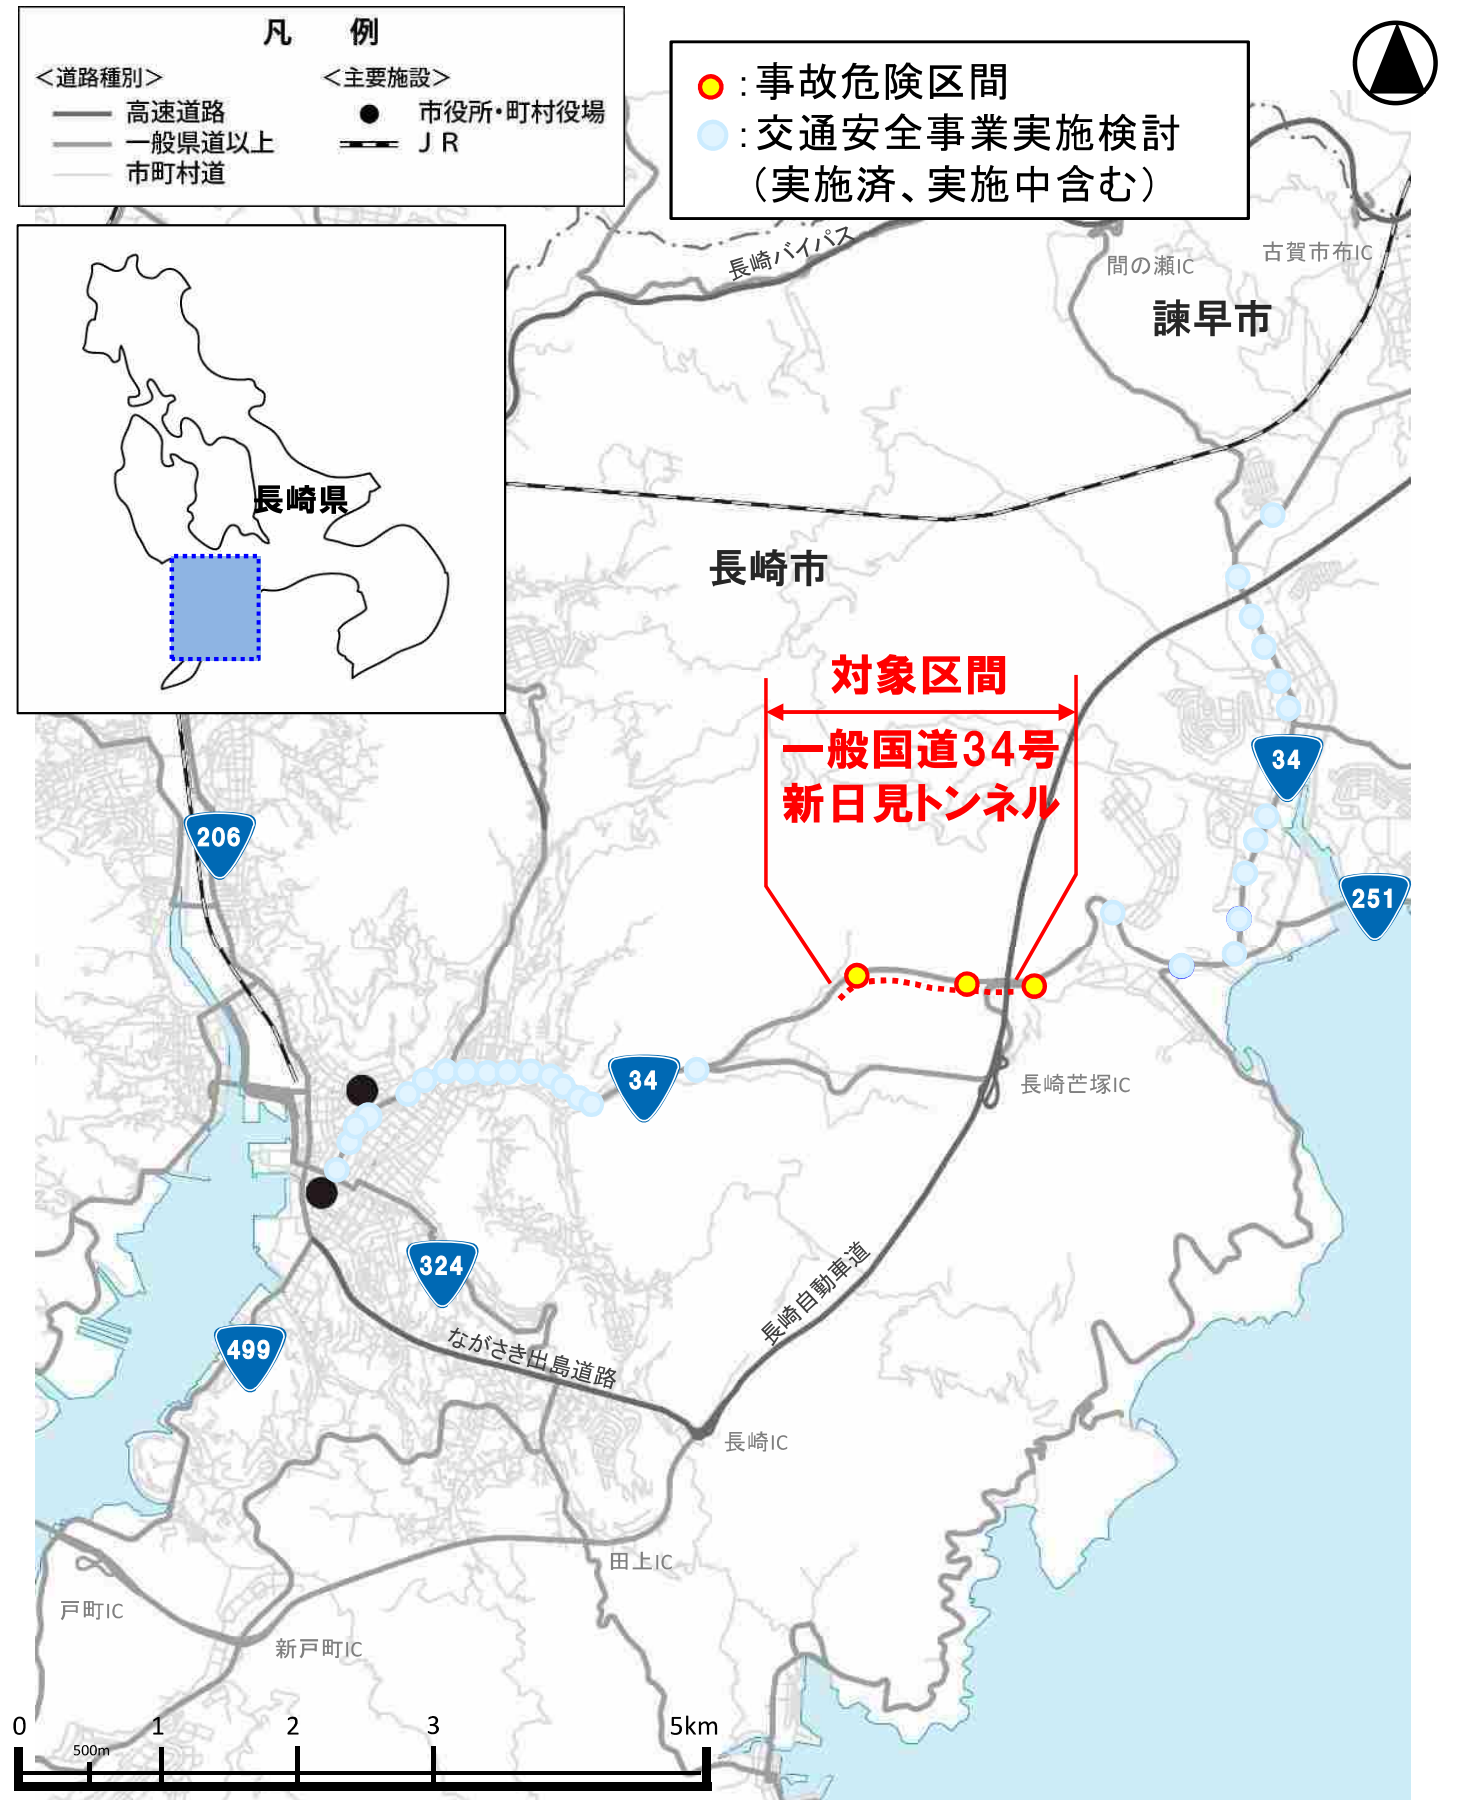 凡 例
＜道路種別＞
高速道路
一般県道以上
市町村道
＜主要施設＞
市役所・町村役場
ＪＲ
：事故危険区間
：交通安全事業実施検討
（実施済、実施中含む）
長崎県
長崎バイパス
間の瀬IC
古賀市布IC
諫早市
長崎市
対象区間
一般国道34号
新日見トンネル
34
206
251
34
長崎芒塚IC
324
長崎自動車道
499
ながさき出島道路
長崎IC
田上IC
戸町IC
新戸町IC
0
500m
1
2
3
5km